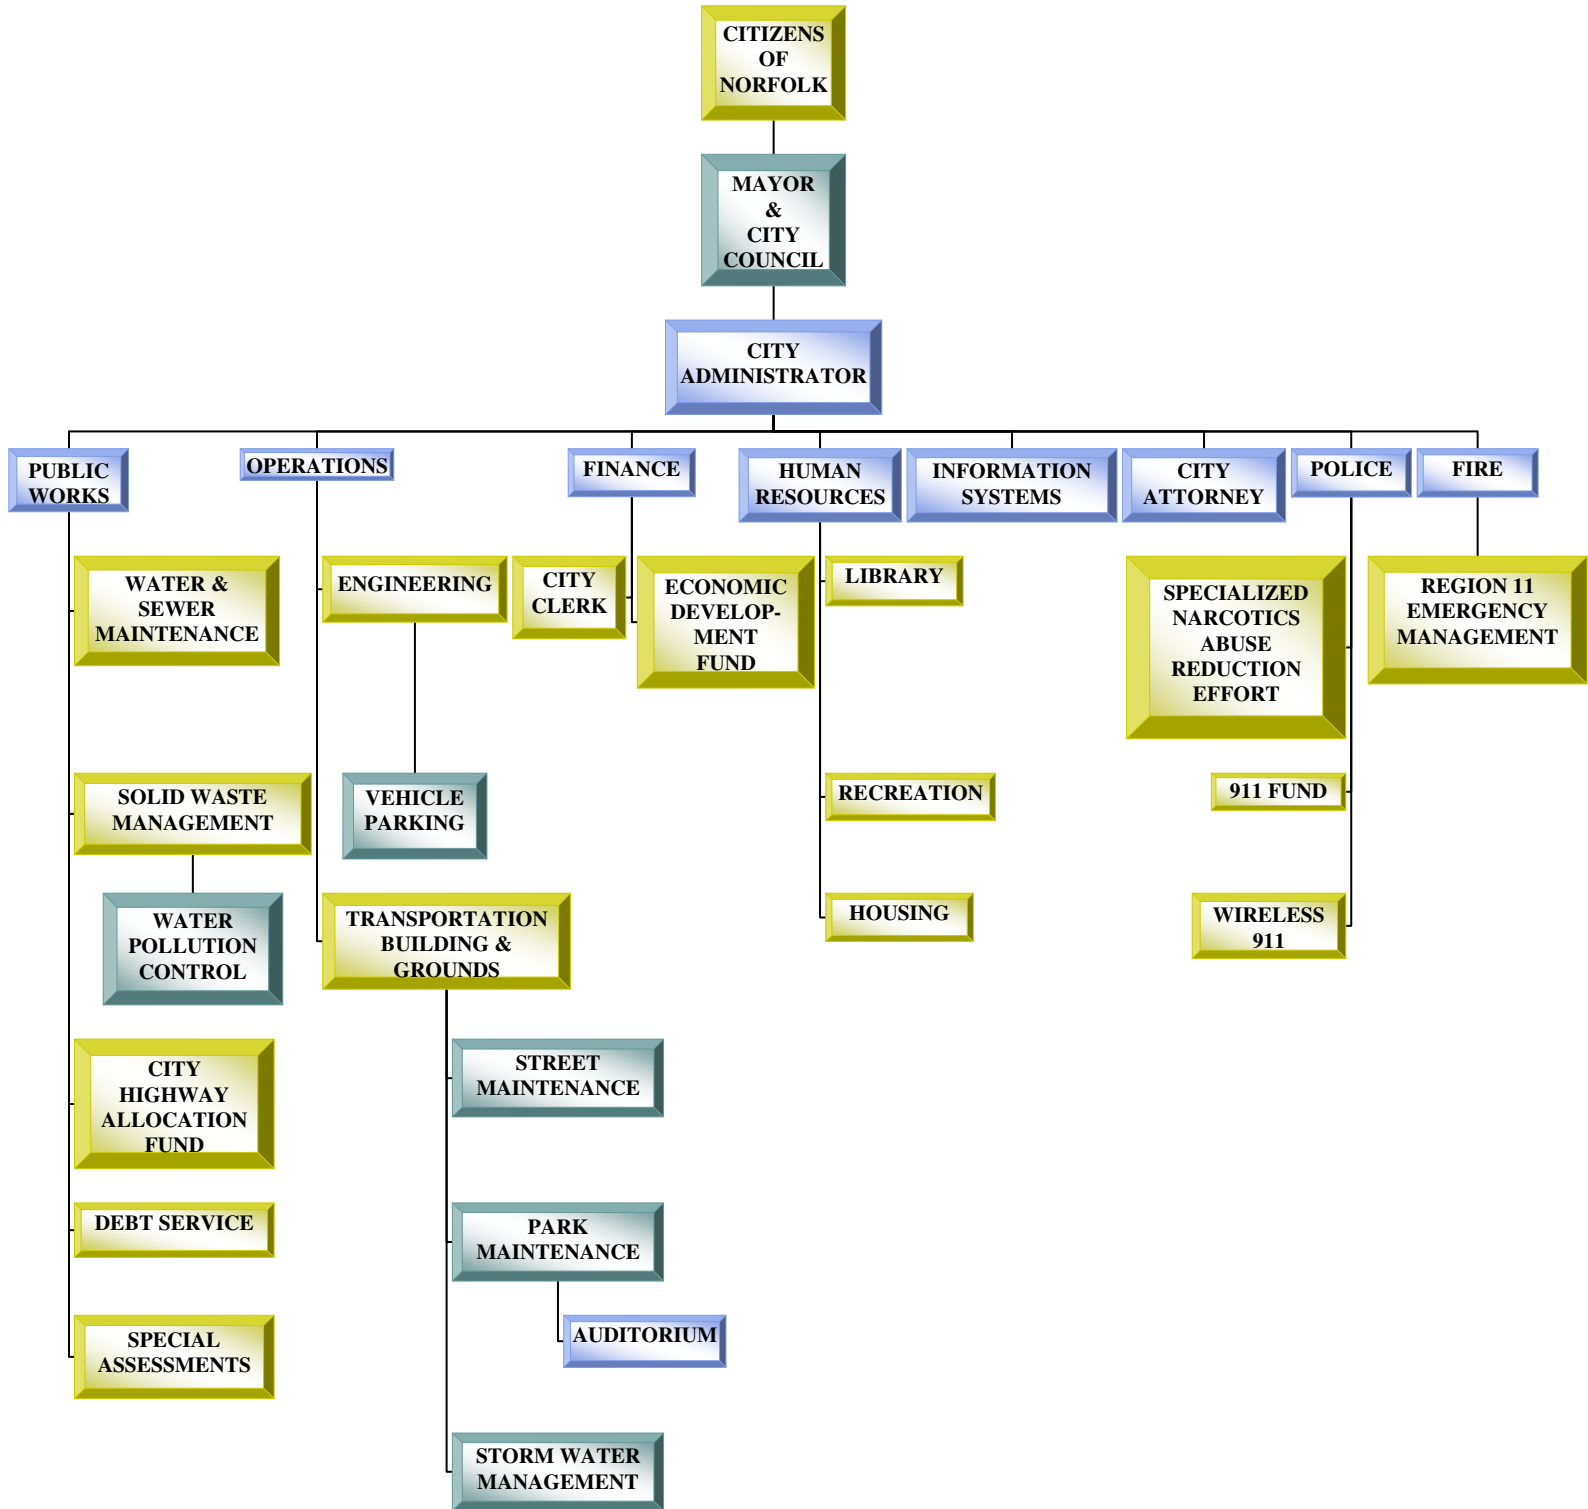 CITIZENS
OF
NORFOLK
MAYOR
&
CITY
COUNCIL
CITY
ADMINISTRATOR
PUBLIC
WORKS
OPERATIONS
FINANCE
HUMAN
RESOURCES
INFORMATION
SYSTEMS
CITY
ATTORNEY
POLICE
FIRE
WATER &
SEWER
MAINTENANCE
ENGINEERING
CITY
CLERK
ECONOMIC
DEVELOP-
MENT
FUND
LIBRARY
SPECIALIZED
NARCOTICS
ABUSE
REDUCTION
EFFORT
REGION 11
EMERGENCY
MANAGEMENT
SOLID WASTE
MANAGEMENT
VEHICLE
PARKING
RECREATION
911 FUND
WATER
POLLUTION
CONTROL
TRANSPORTATION
BUILDING &
GROUNDS
HOUSING
WIRELESS
911
CITY
HIGHWAY
ALLOCATION
FUND
STREET
MAINTENANCE
DEBT SERVICE
PARK
MAINTENANCE
SPECIAL
ASSESSMENTS
AUDITORIUM
STORM WATER
MANAGEMENT